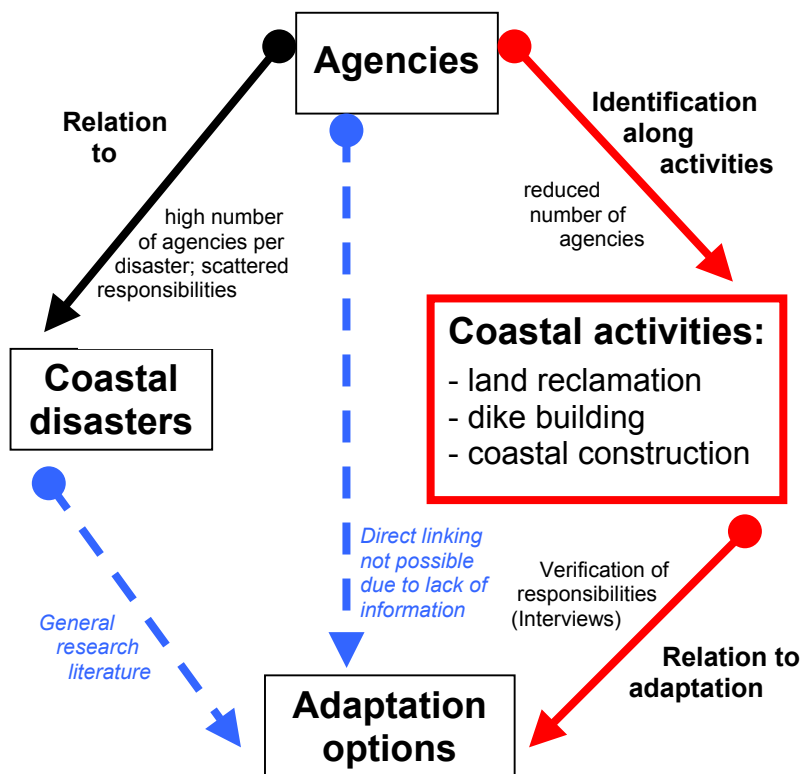 Agencies
Relation
to
Identification
along
activities
high number
of agencies per
disaster; scattered
responsibilities
reduced
number of
agencies
Coastal
disasters
Coastal activities:
- land reclamation
- dike building
- coastal construction
Direct linking
not possible
due to lack of
information
General
research
literature
Verification of
responsibilities
(Interviews)
Relation to
adaptation
Adaptation
options